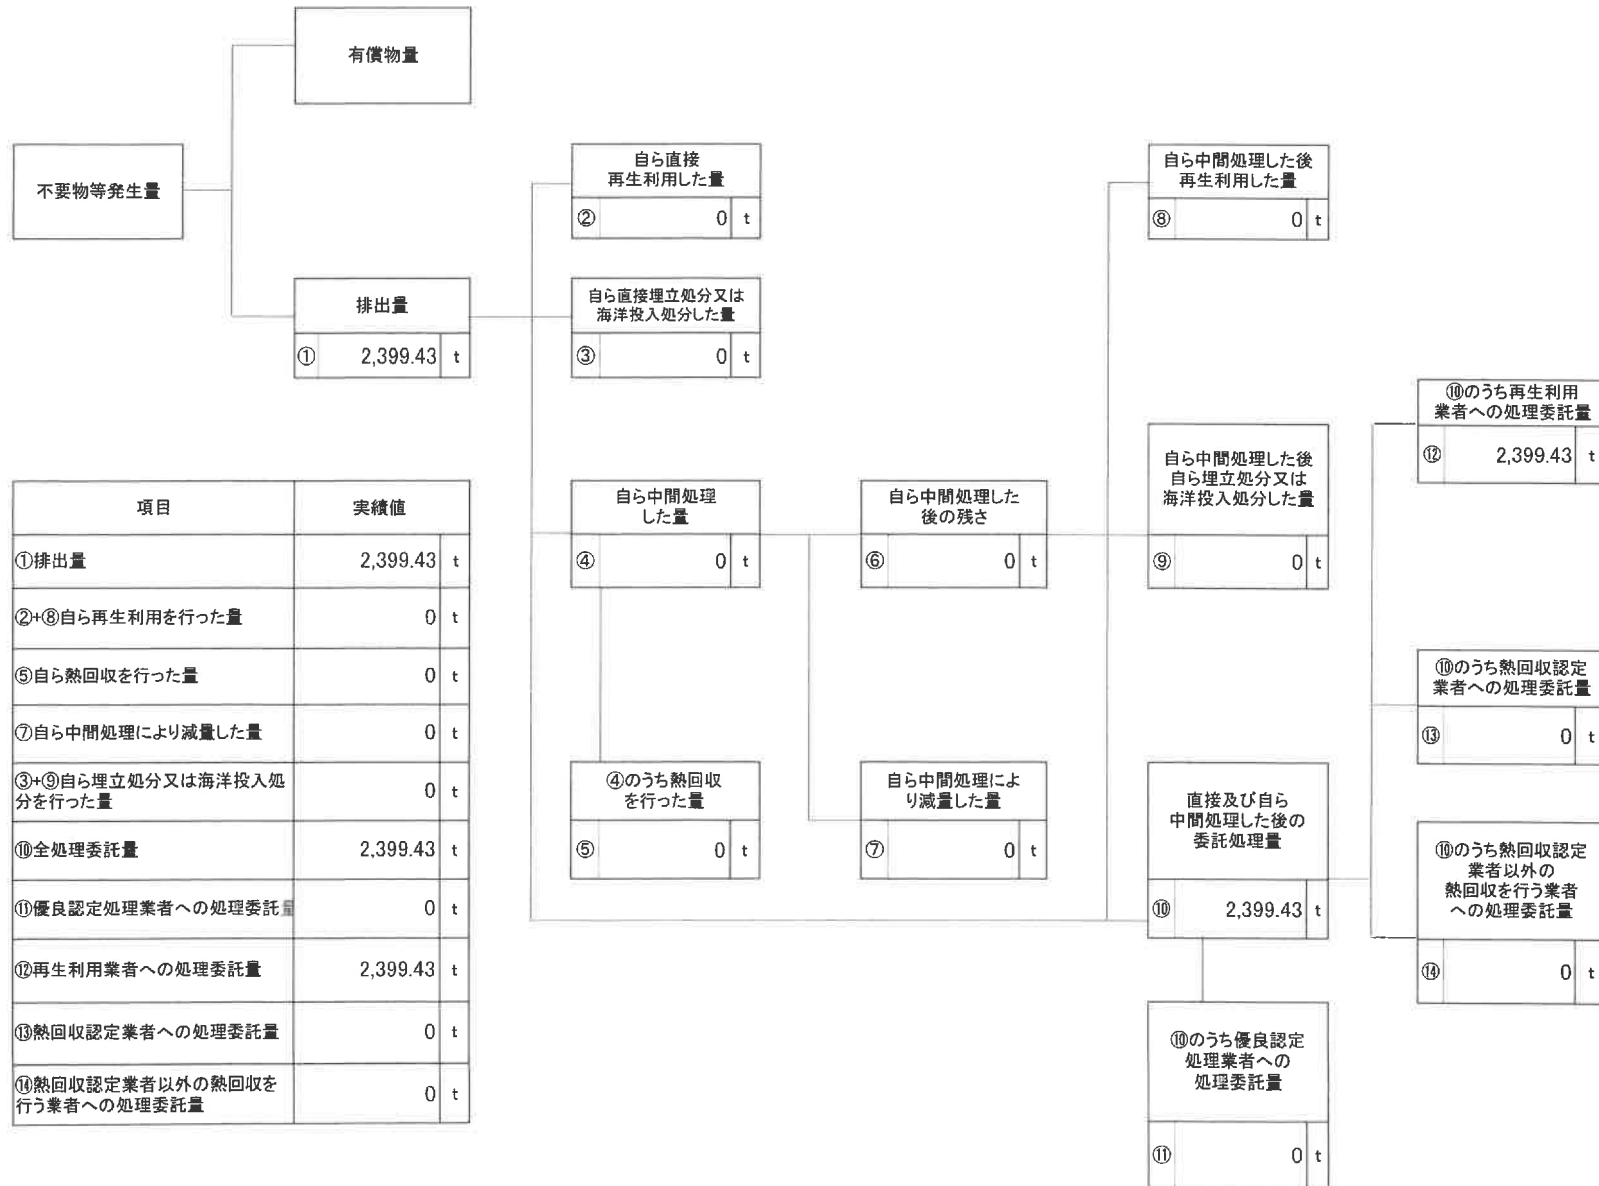 有償物量
不要物等発生量
排出量
① 2,399.43 t
自ら直接
再生利用した量
② 0 t
自ら直接埋立処分又は
海洋投入処分した量
③ 0 t
自ら中間処理
した量
④ 0 t
④のうち熱回収
を行った量
⑤ 0 t
自ら中間処理した
後の残さ
⑥ 0 t
自ら中間処理によ
り減量した量
⑦ 0 t
自ら中間処理した後
再生利用した量
⑧ 0 t
自ら中間処理した後
自ら埋立処分又は
海洋投入処分した量
⑨ 0 t
直接及び自ら
中間処理した後の
委託処理量
⑩ 2,399.43 t
⑩のうち優良認定
処理業者への
処理委託量
⑪ 0 t
⑩のうち再生利用
業者への処理委託量
⑫ 2,399.43 t
⑩のうち熱回収認定
業者への処理委託量
⑬ 0 t
⑩のうち熱回収認定
業者以外の
熱回収を行う業者
への処理委託量
⑭ 0 t
項目 実績値
①排出量 2,399.43 t
②+⑧自ら再生利用を行った量 0 t
⑤自ら熱回収を行った量 0 t
⑦自ら中間処理により減量した量 0 t
③+⑨自ら埋立処分又は海洋投入処
分を行った量 0 t
⑩全処理委託量 2,399.43 t
⑪優良認定処理業者への処理委託量 0 t
⑫再生利用業者への処理委託量 2,399.43 t
⑬熱回収認定業者への処理委託量 0 t
⑭熱回収認定業者以外の熱回収を
行う業者への処理委託量 0 t